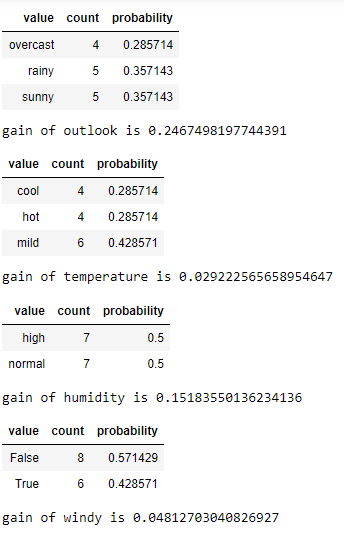 value count probability
overcast 4 0.285714
rainy 5 0.357143
sunny 5 0.357143
gain of outlook is 0.2467498197744391
value count probability
cool 4 0.285714
hot 4 0.285714
mild 6 0.428571
gain of temperature is 0.029222565658954647
value count probability
high 7 0.5
normal 7 0.5
gain of humidity is 0.15183550136234136
value count probability
False 8 0.571429
True 6 0.428571
gain of windy is 0.04812703040826927